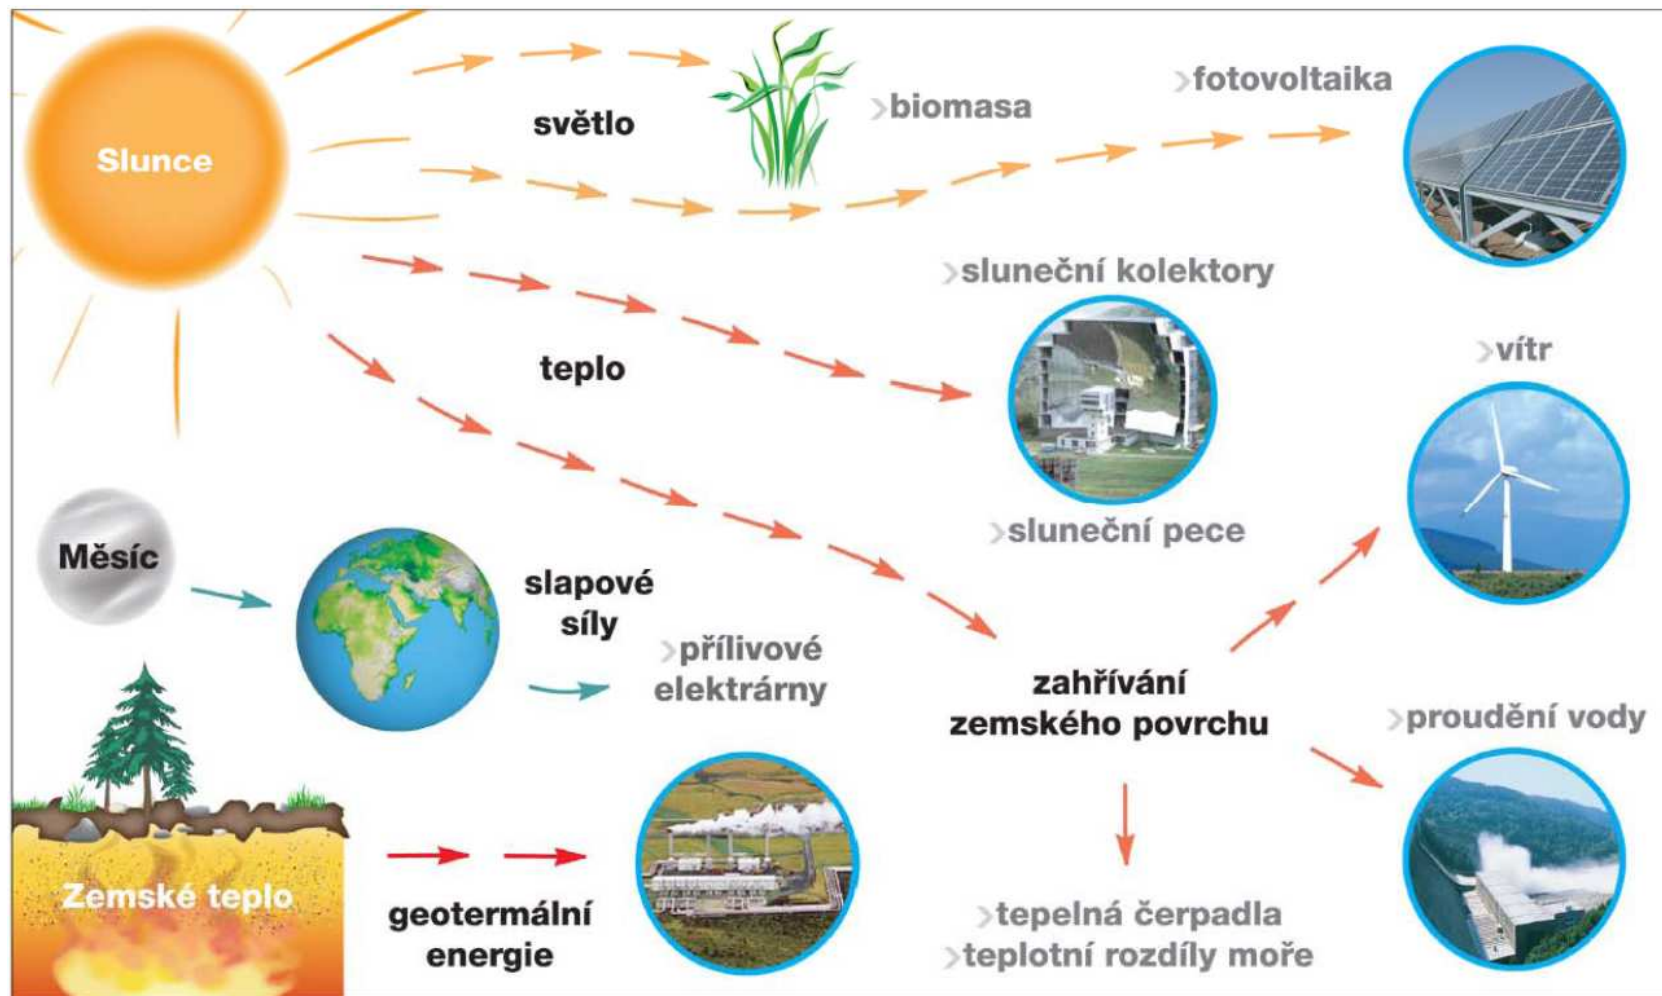 Slunce
světlo
>biomasa
>fotovoltaika
>sluneční kolektory
teplo
>vítr
>sluneční pece
Měsíc
slapové
síly
>přílivové
elektrárny
zahřívání
zemského povrchu
>proudění vody
Zemské teplo
geotermální
energie
>tepelná čerpadla
>teplotní rozdíly moře